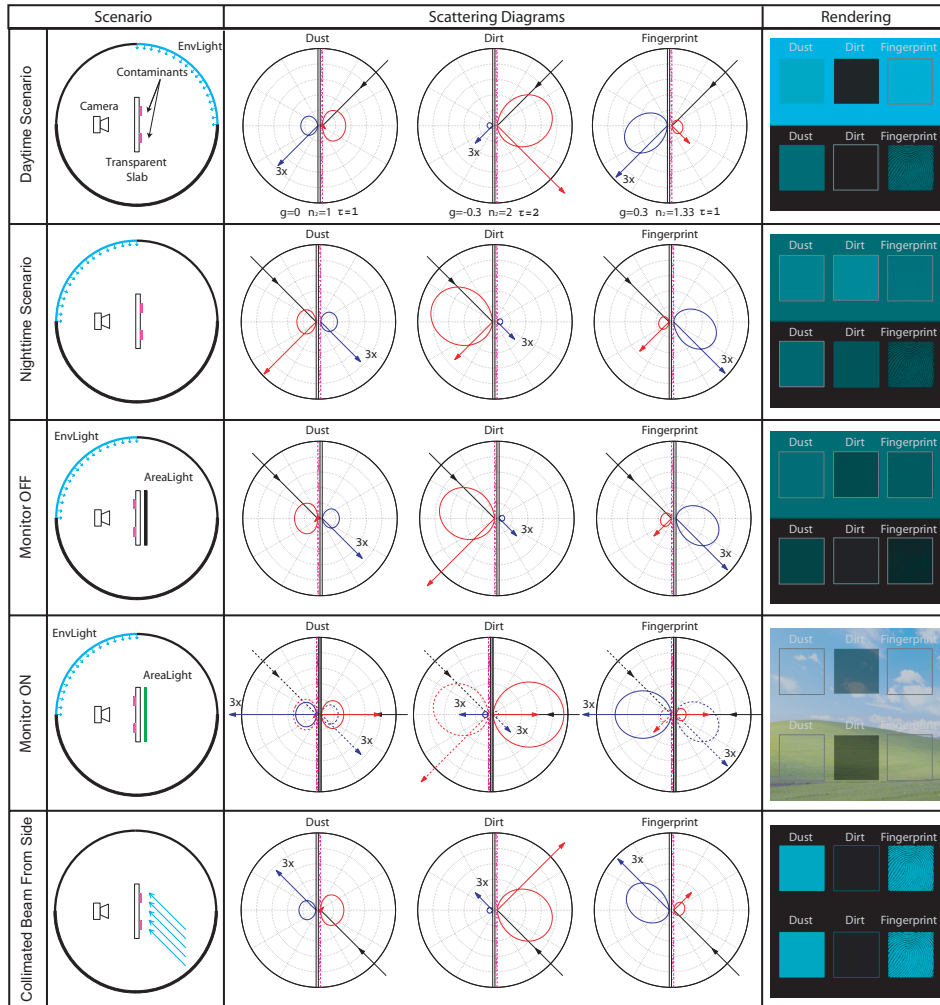 Scenario
Scattering Diagrams
Rendering
Daytime Scenario
EnvLight
Contaminants
Camera
Transparent
Slab
Dust
3x
g=0 n₂=1 τ=1
Dirt
3x
g=-0.3 n₂=2 τ=2
Fingerprint
3x
g=0.3 n₂=1.33 τ=1
Dust Dirt Fingerprint
Dust Dirt Fingerprint
Nighttime Scenario
Dust
3x
Dirt
3x
Fingerprint
3x
Dust Dirt Fingerprint
Dust Dirt Fingerprint
Monitor OFF
EnvLight
AreaLight
Dust
3x
Dirt
3x
Fingerprint
3x
Dust Dirt Fingerprint
Dust Dirt Fingerprint
Monitor ON
EnvLight
AreaLight
Dust
3x
3x
Dirt
3x
3x
Fingerprint
3x
3x
Dust Dirt Fingerprint
Dust Dirt Fingerprint
Collimated Beam From Side
Dust
3x
Dirt
3x
Fingerprint
3x
Dust Dirt Fingerprint
Dust Dirt Fingerprint